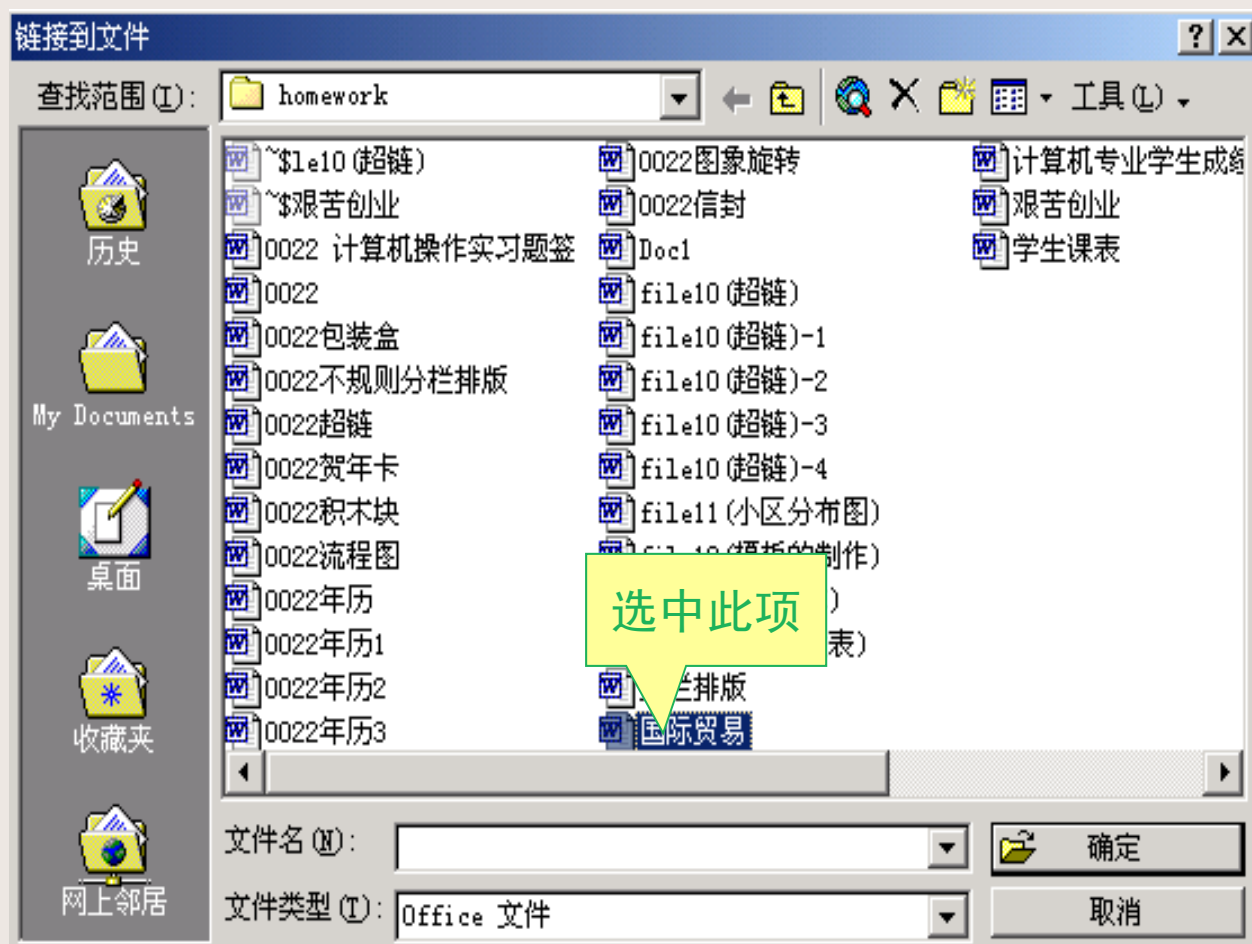 链接到文件
查找范围(I):
homework
工具(L)
历史
My Documents
桌面
收藏夹
网上邻居
~$le10(超链)
~$艰苦创业
0022 计算机操作实习题签
0022
0022包装盒
0022不规则分栏排版
0022超链
0022贺年卡
0022积木块
0022流程图
0022年历
0022年历1
0022年历2
0022年历3
0022图象旋转
0022信封
Doc1
file10(超链)
file10(超链)-1
file10(超链)-2
file10(超链)-3
file10(超链)-4
file11(小区分布图)
制作)
)
表)
栏排版
国际贸易
计算机专业学生成绩
艰苦创业
学生课表
选中此项
文件名(N):
确定
文件类型(T):
Office 文件
取消